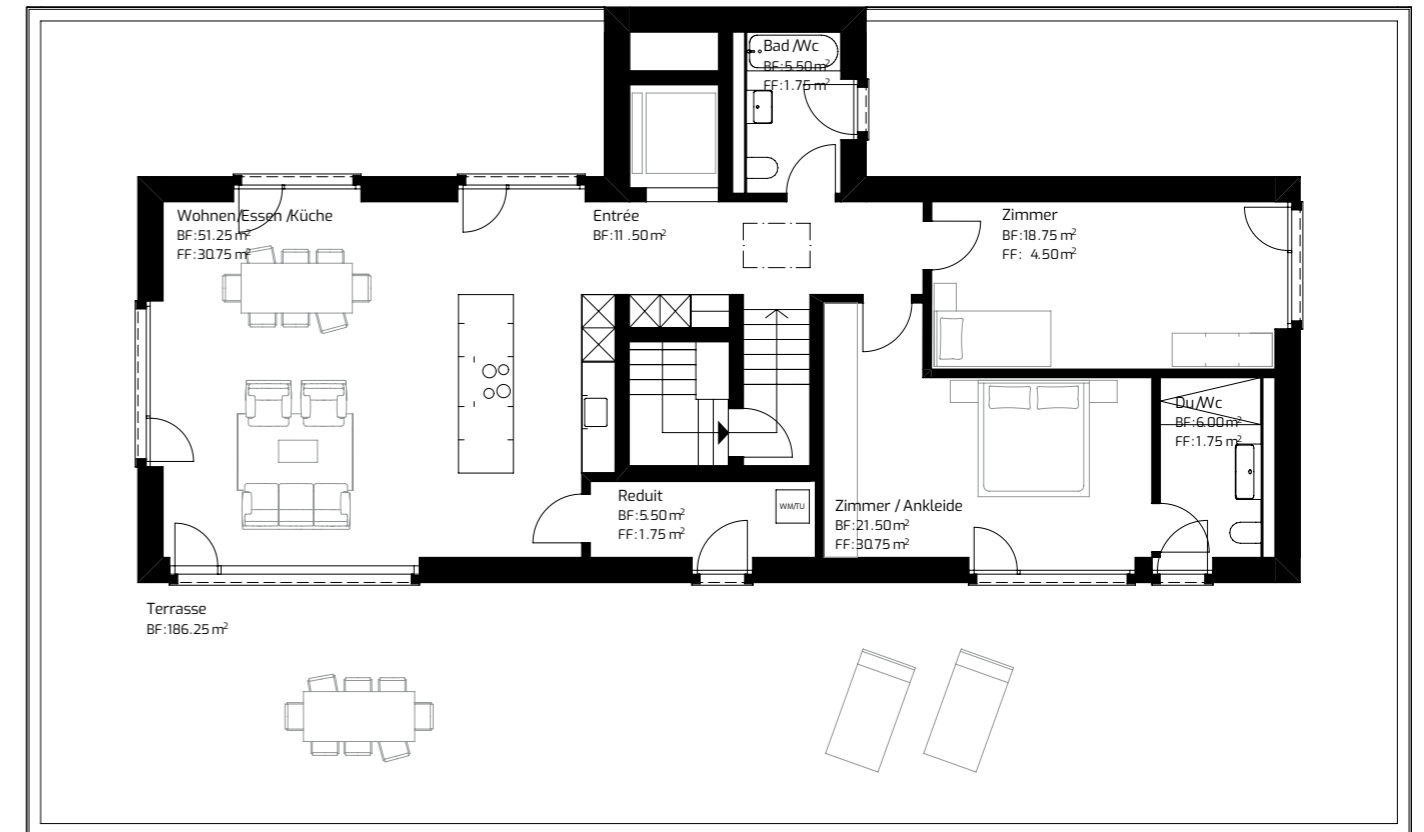 Bad/Wc
BF:5.50 m²
FF:1.75 m²
Wohnen/Essen/Küche
BF:51.25 m²
FF:30.75 m²
Entrée
BF:11.50 m²
Zimmer
BF:18.75 m²
FF: 4.50 m²
Du/Wc
BF:6.00 m²
FF:1.75 m²
Reduit
BF:5.50 m²
FF:1.75 m²
WM/TU
Zimmer / Ankleide
BF:21.50 m²
FF:30.75 m²
Terrasse
BF:186.25 m²